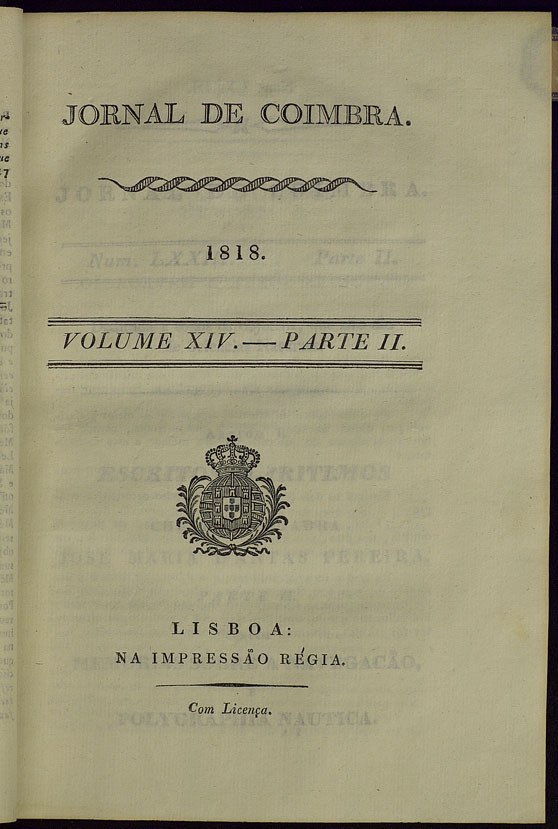 JORNAL DE COIMBRA.
1818.
VOLUME XIV.—PARTE II.
LISBOA:
NA IMPRESSÃO RÉGIA.
Com Licença.